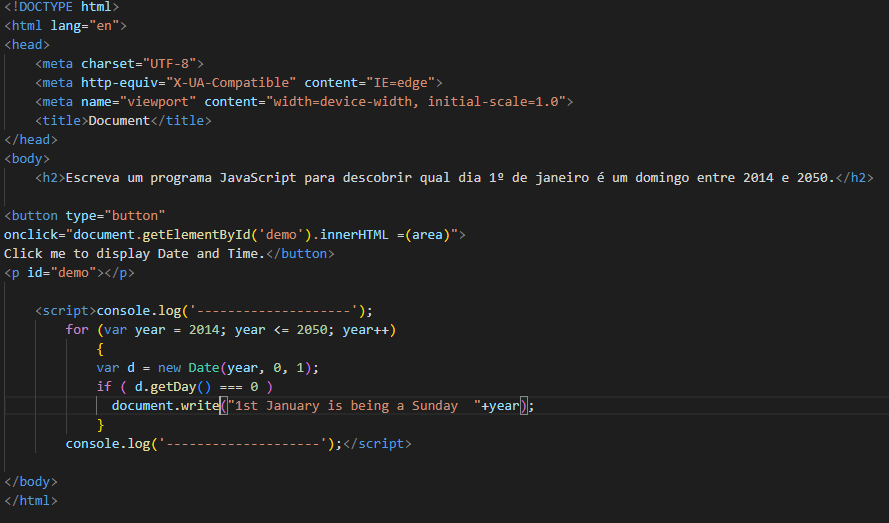 <!DOCTYPE html>
<html lang="en">
<head>
    <meta charset="UTF-8">
    <meta http-equiv="X-UA-Compatible" content="IE=edge">
    <meta name="viewport" content="width=device-width, initial-scale=1.0">
    <title>Document</title>
</head>
<body>
    <h2>Escreva um programa JavaScript para descobrir qual dia 1º de janeiro é um domingo entre 2014 e 2050.</h2>
<button type="button"
onclick="document.getElementById('demo').innerHTML =(area)">
Click me to display Date and Time.</button>
<p id="demo"></p>
    <script>console.log('--------------------');
        for (var year = 2014; year <= 2050; year++)
            {
            var d = new Date(year, 0, 1);
            if ( d.getDay() === 0 )
              document.write("1st January is being a Sunday  "+year);
            }
        console.log('--------------------');</script>
</body>
</html>